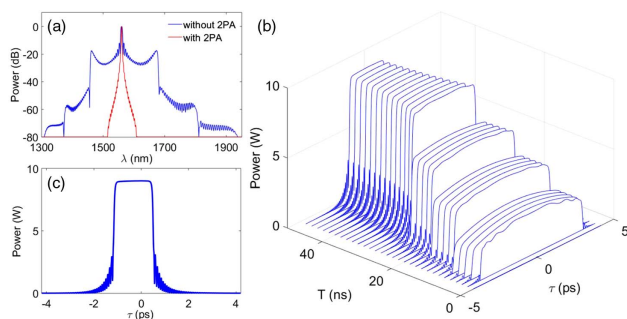 (a)
without 2PA
with 2PA
Power (dB)
0
-20
-40
-60
-80
1300
1500
1700
1900
λ (nm)
(b)
Power (W)
10
5
0
40
20
0
T (ns)
-5
0
5
τ (ps)
(c)
Power (W)
10
5
0
-4
-2
0
2
4
τ (ps)